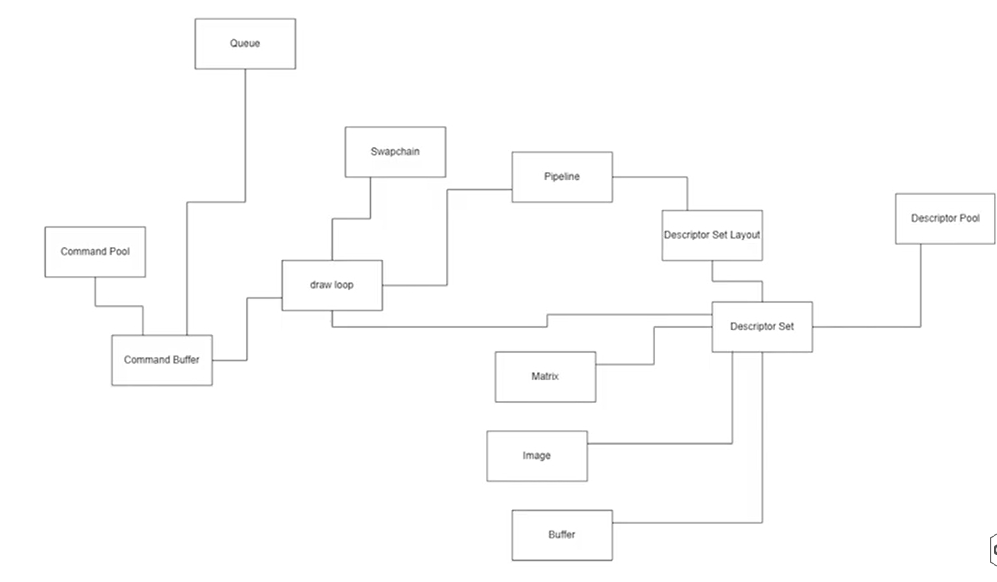 Queue
Swapchain
Pipeline
Descriptor Pool
Descriptor Set Layout
Command Pool
draw loop
Descriptor Set
Command Buffer
Matrix
Image
Buffer